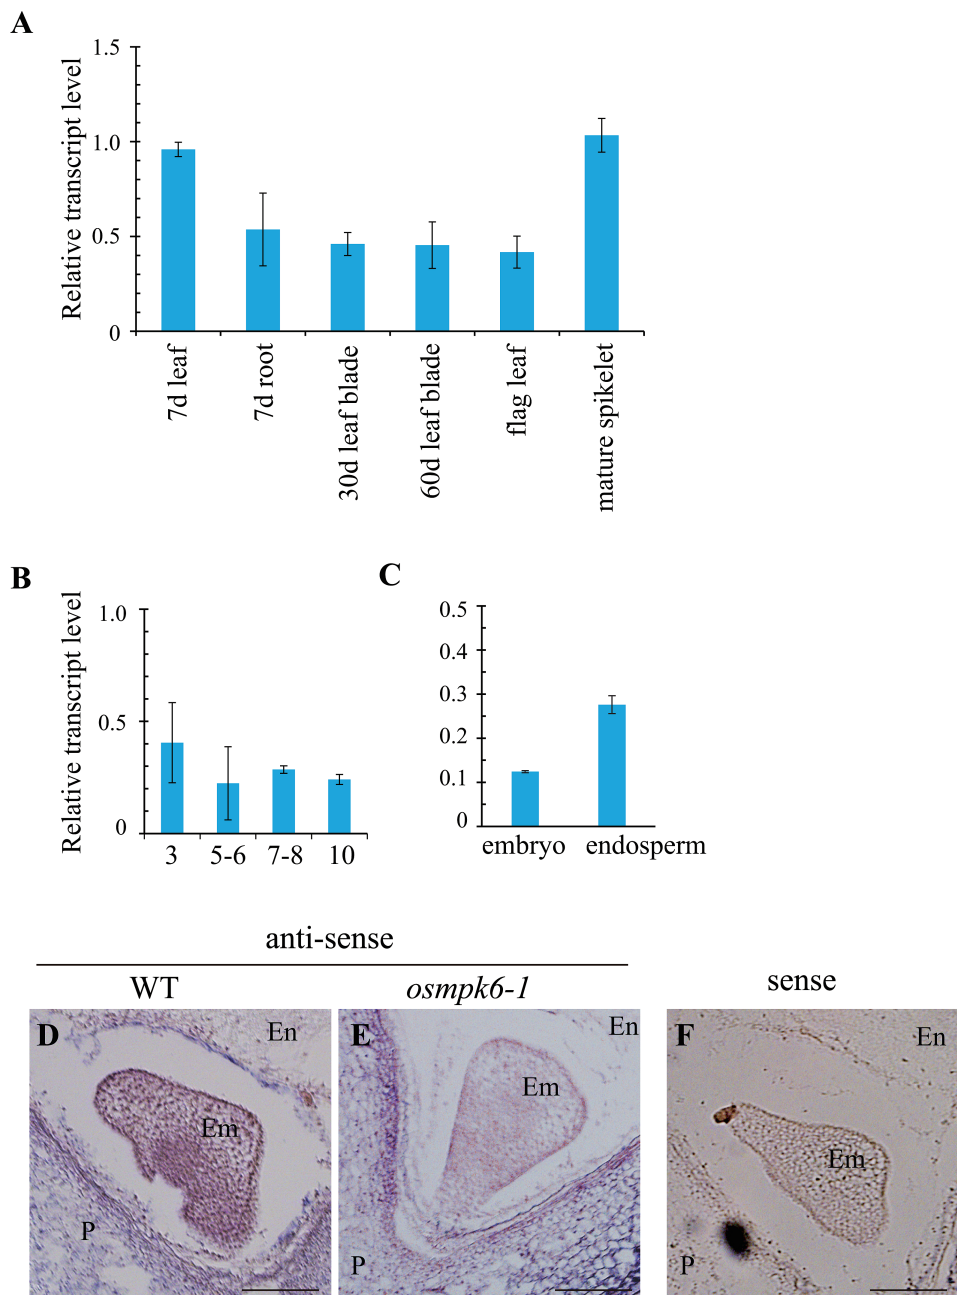 A
Relative transcript level
1.5
1.0
0.5
0
7d leaf
7d root
30d leaf blade
60d leaf blade
flag leaf
mature spikelet
B
Relative transcript level
1.0
0.5
0
3 5-6 7-8 10
C
0.5
0.4
0.3
0.2
0.1
0
embryo endosperm
anti-sense
WT osmpk6-1 sense
D En Em P
E En Em P
F En Em P